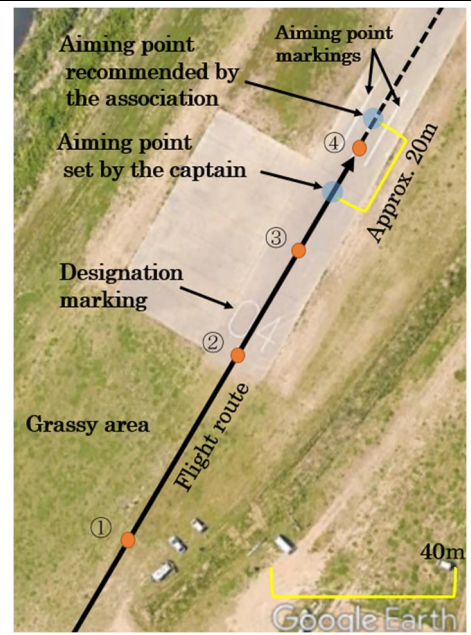 Aiming point
recommended by
the association
Aiming point
markings
④
Aiming point
set by the captain
Approx. 20m
③
Designation
marking
04
②
Flight route
Grassy area
①
40m
Google Earth